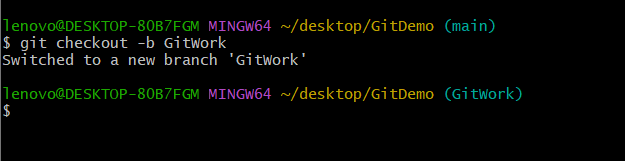 lenovo@DESKTOP-80B7FGM MINGW64 ~/desktop/GitDemo (main)
$ git checkout -b GitWork
Switched to a new branch 'GitWork'
lenovo@DESKTOP-80B7FGM MINGW64 ~/desktop/GitDemo (GitWork)
$